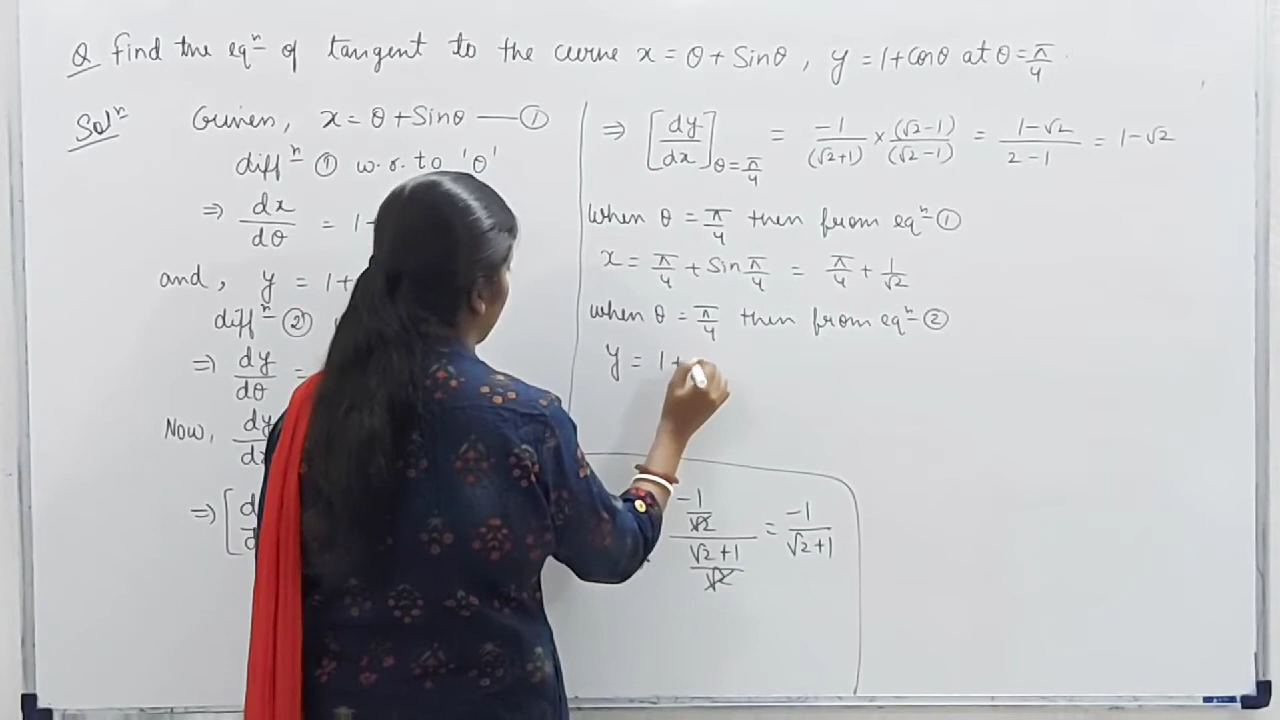 Q Find the eqⁿ of tangent to the curve x = θ + Sinθ , y = 1 + cosθ at θ = π/4 .
Solⁿ Given, x = θ + Sinθ — ①
diffⁿ ① w.r.to 'θ'
⇒ dx/dθ = 1+
and, y = 1+
diffⁿ ②
⇒ dy/dθ =
Now, dy/dx
⇒ [
-1/√2 / (√2+1)/√2 = -1/(√2+1)
⇒ [dy/dx]θ=π/4 = -1/(√2+1) × (√2-1)/(√2-1) = (1-√2)/(2-1) = 1-√2
when θ = π/4 then from eqⁿ ①
x = π/4 + Sin π/4 = π/4 + 1/√2
when θ = π/4 then from eqⁿ ②
y = 1+